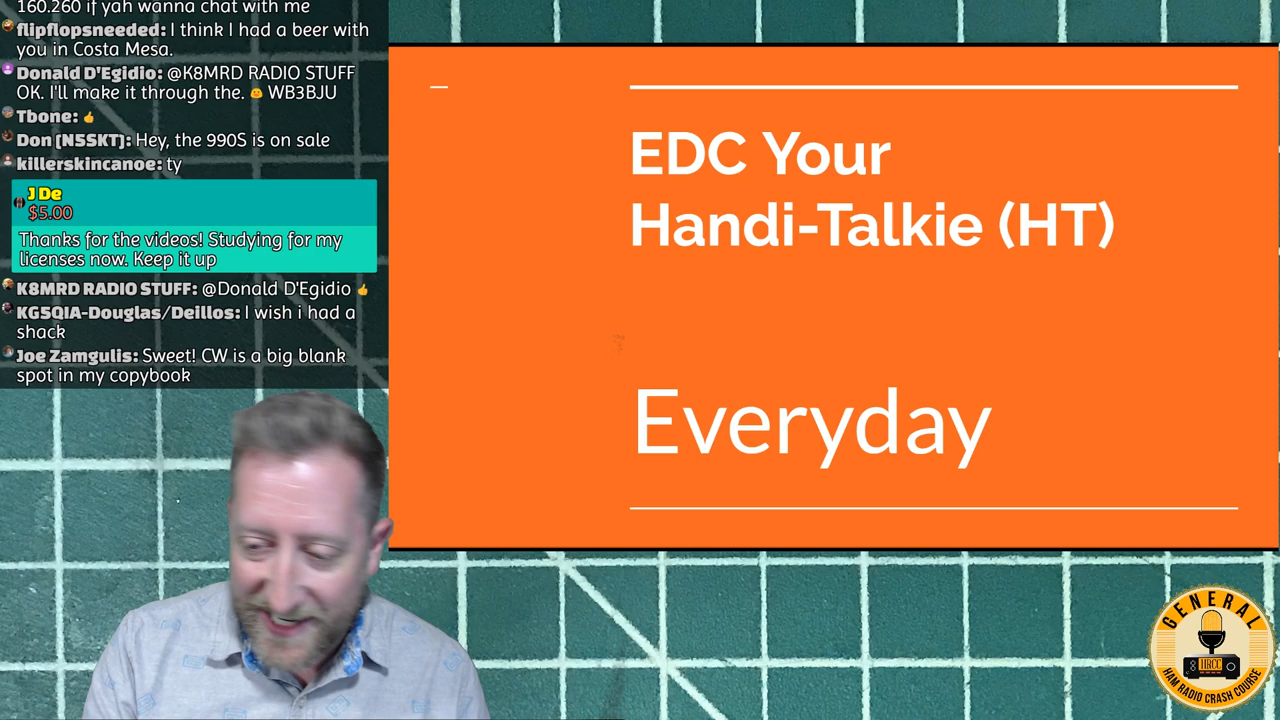 160.260 if yah wanna chat with me
flipflopsneeded: I think I had a beer with
you in Costa Mesa.
Donald D'Egidio: @K8MRD RADIO STUFF
OK. I'll make it through the. WB3BJU
Tbone:
Don (N5SKT): Hey, the 990S is on sale
killerskincanoe: ty
J De
$5.00
Thanks for the videos! Studying for my
licenses now. Keep it up
K8MRD RADIO STUFF: @Donald D'Egidio
KG5QIA-Douglas/Deillos: I wish i had a
shack
Joe Zamgulis: Sweet! CW is a big blank
spot in my copybook
EDC Your
Handi-Talkie (HT)
Everyday
GENERAL
HRCC
HAM RADIO CRASH COURSE